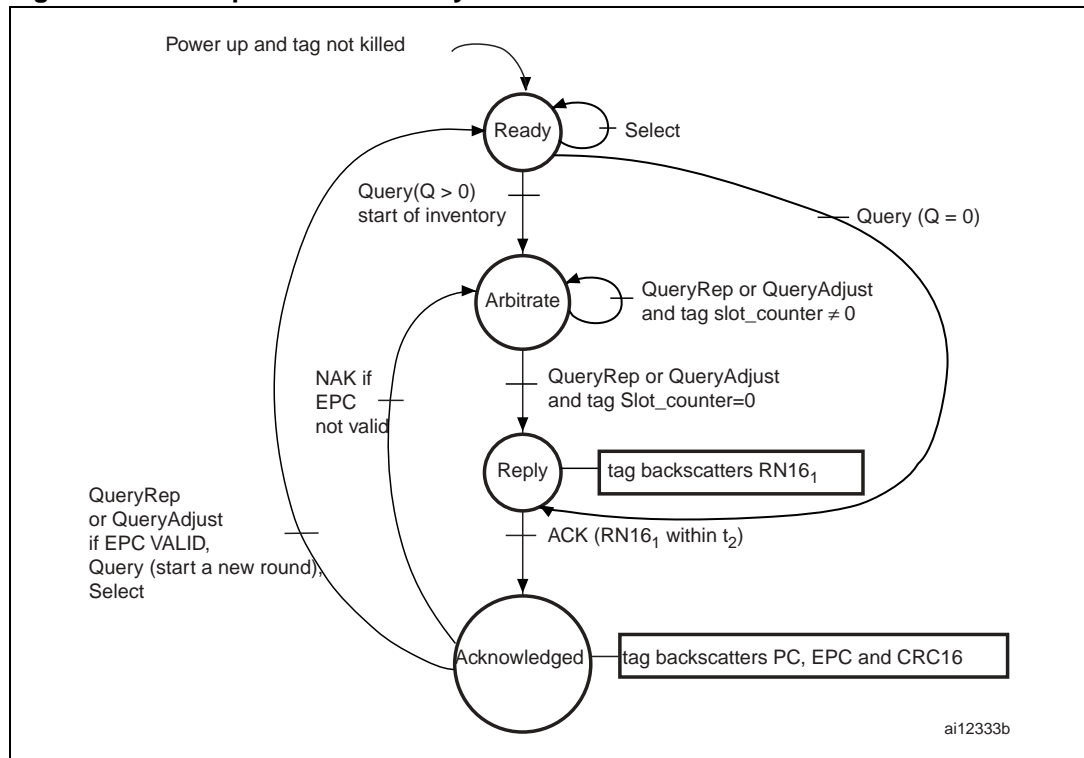 Power up and tag not killed
Ready
Select
Query(Q > 0)
start of inventory
Query (Q = 0)
Arbitrate
QueryRep or QueryAdjust
and tag slot_counter ≠ 0
NAK if
EPC
not valid
QueryRep or QueryAdjust
and tag Slot_counter=0
Reply
tag backscatters RN16₁
QueryRep
or QueryAdjust
if EPC VALID,
Query (start a new round),
Select
ACK (RN16₁ within t₂)
Acknowledged
tag backscatters PC, EPC and CRC16
ai12333b